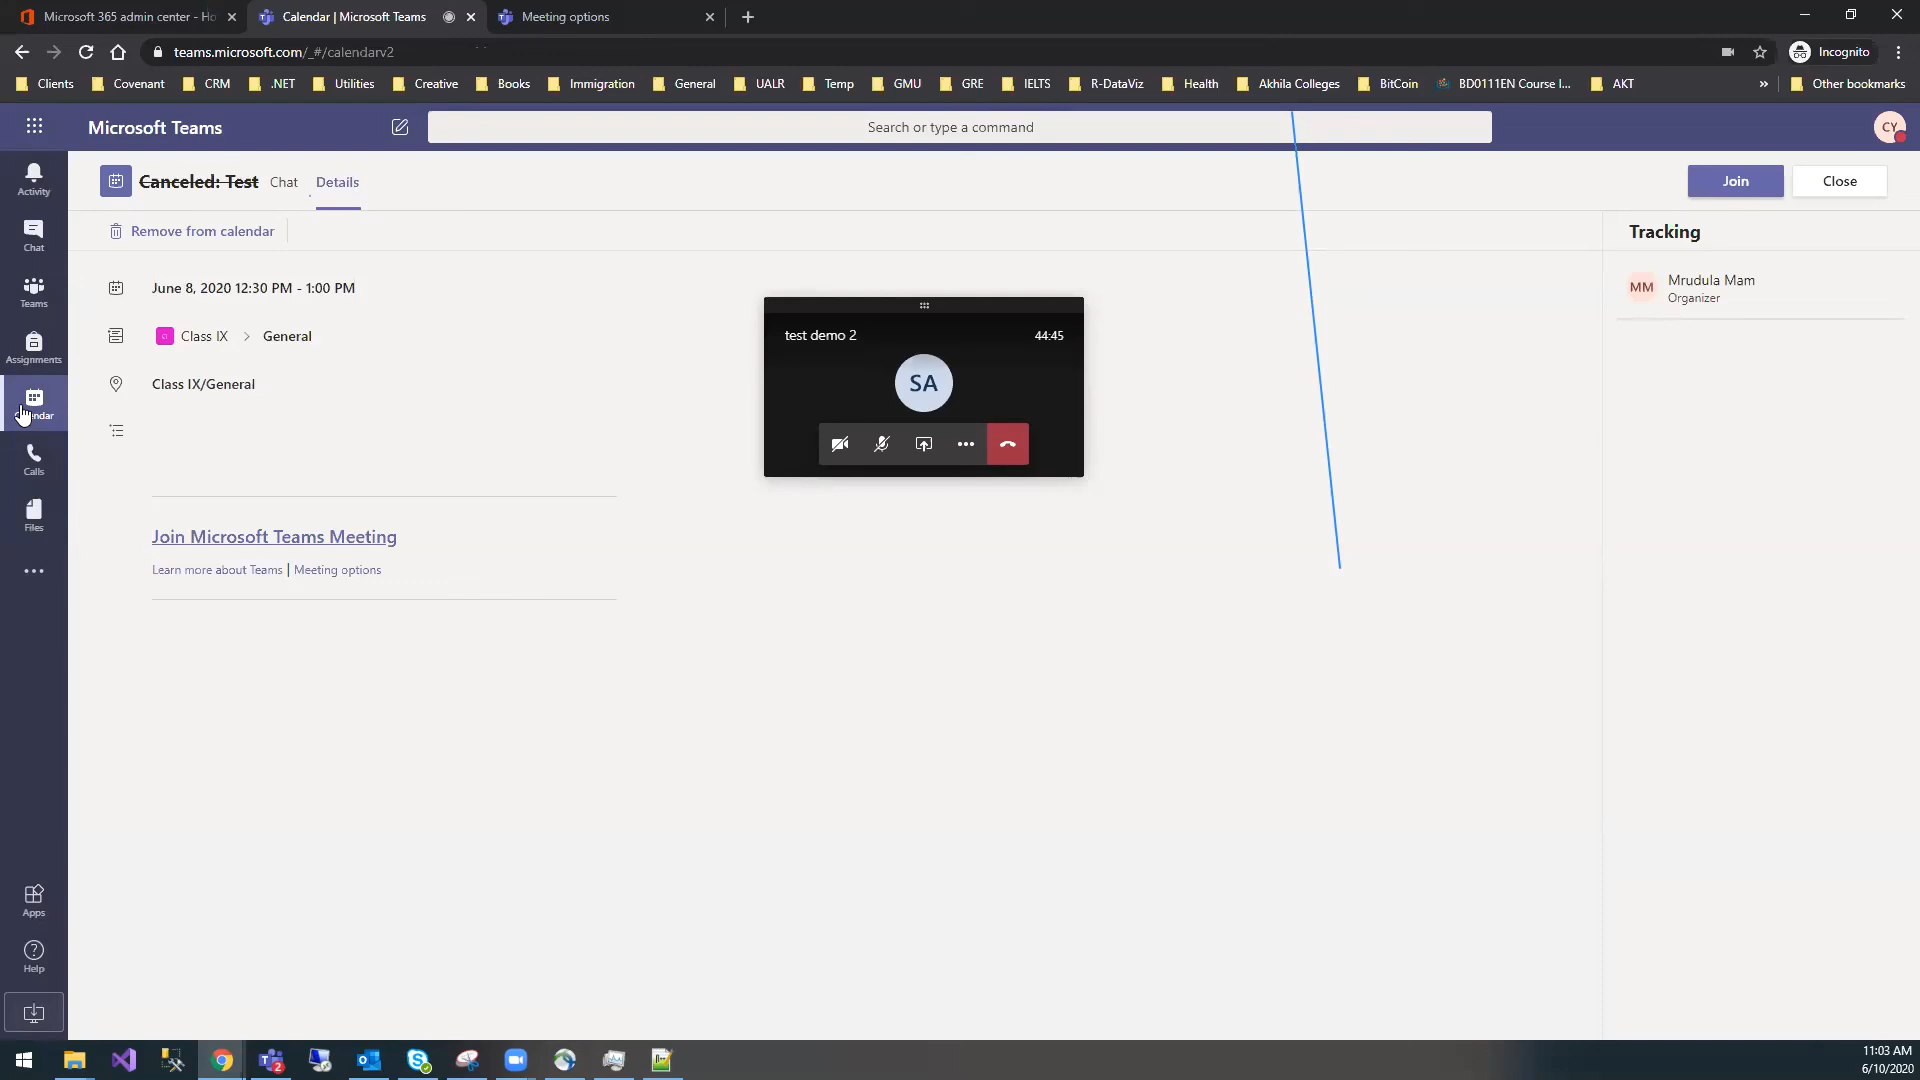 Microsoft 365 admin center - Ho
Calendar | Microsoft Teams
Meeting options
teams.microsoft.com/_#/calendarv2
Incognito
Clients
Covenant
CRM
.NET
Utilities
Creative
Books
Immigration
General
UALR
Temp
GMU
GRE
IELTS
R-DataViz
Health
Akhila Colleges
BitCoin
BD0111EN Course I...
AKT
»
Other bookmarks
Microsoft Teams
Search or type a command
CY
Activity
Chat
Teams
Assignments
Calls
Files
Apps
Help
Canceled: Test
Chat
Details
Join
Close
Remove from calendar
Tracking
June 8, 2020 12:30 PM - 1:00 PM
MM
Mrudula Mam
Organizer
Class IX > General
Class IX/General
test demo 2
44:45
SA
Join Microsoft Teams Meeting
Learn more about Teams | Meeting options
2
11:03 AM
6/10/2020